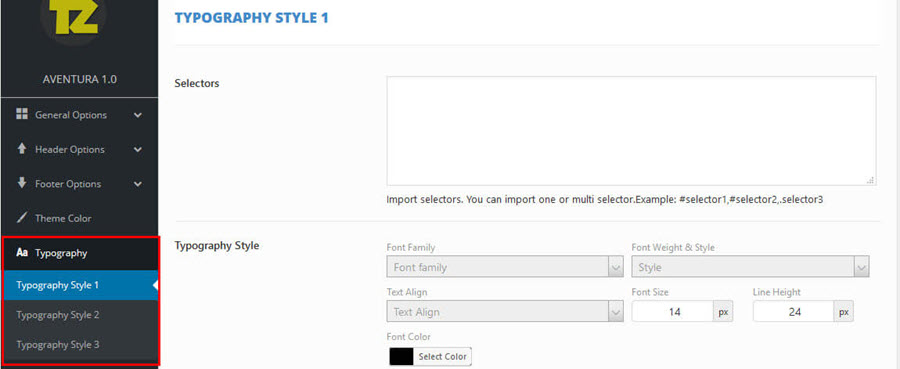 TZ
AVENTURA 1.0
General Options
Header Options
Footer Options
Theme Color
Aa Typography
Typography Style 1
Typography Style 2
Typography Style 3
TYPOGRAPHY STYLE 1
Selectors
Import selectors. You can import one or multi selector.Example: #selector1,#selector2,.selector3
Typography Style
Font Family
Font Weight & Style
Font family
Style
Text Align
Font Size
Line Height
Text Align
14 px
24 px
Font Color
Select Color